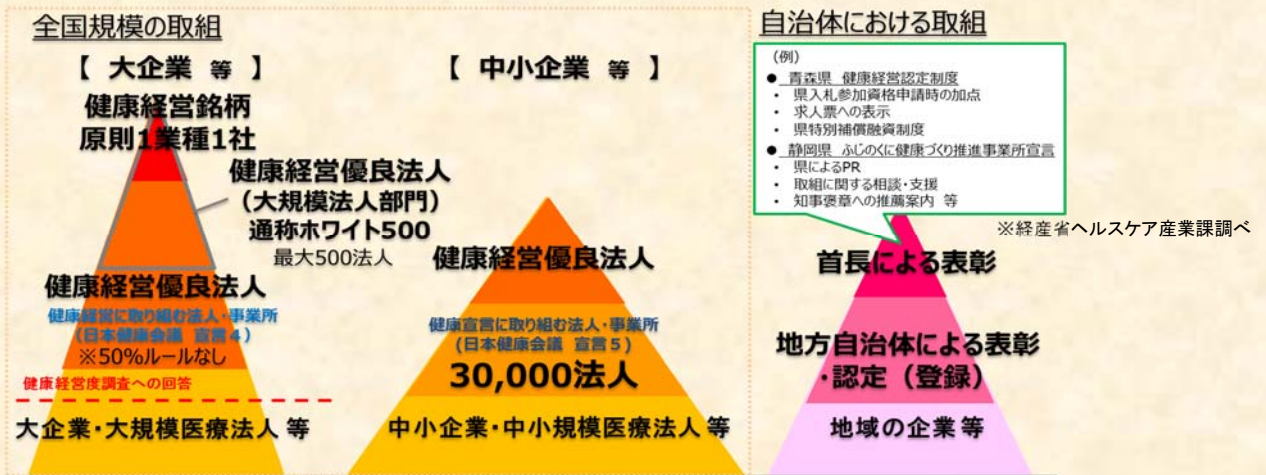 全国規模の取組
【 大企業 等 】
健康経営銘柄
原則1業種1社
健康経営優良法人
（大規模法人部門）
通称ホワイト500
最大500法人
健康経営優良法人
健康経営に取り組む法人・事業所
（日本健康会議 宣言４）
※50%ルールなし
健康経営度調査への回答
大企業・大規模医療法人 等
【 中小企業 等 】
健康経営優良法人
健康宣言に取り組む法人・事業所
（日本健康会議 宣言５）
30,000法人
中小企業・中小規模医療法人 等
自治体における取組
（例）
● 青森県 健康経営認定制度
・ 県入札参加資格申請時の加点
・ 求人票への表示
・ 県特別補償融資制度
● 静岡県 ふじのくに健康づくり推進事業所宣言
・ 県によるPR
・ 取組に関する相談・支援
・ 知事褒章への推薦案内 等
※経産省ヘルスケア産業課調べ
首長による表彰
地方自治体による表彰
・認定（登録）
地域の企業 等